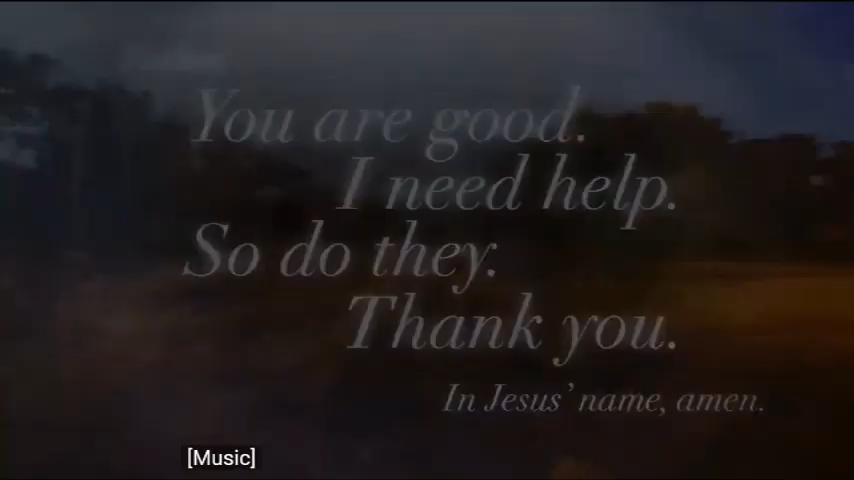 You are good.
I need help.
So do they.
Thank you.
In Jesus’ name, amen.
[Music]